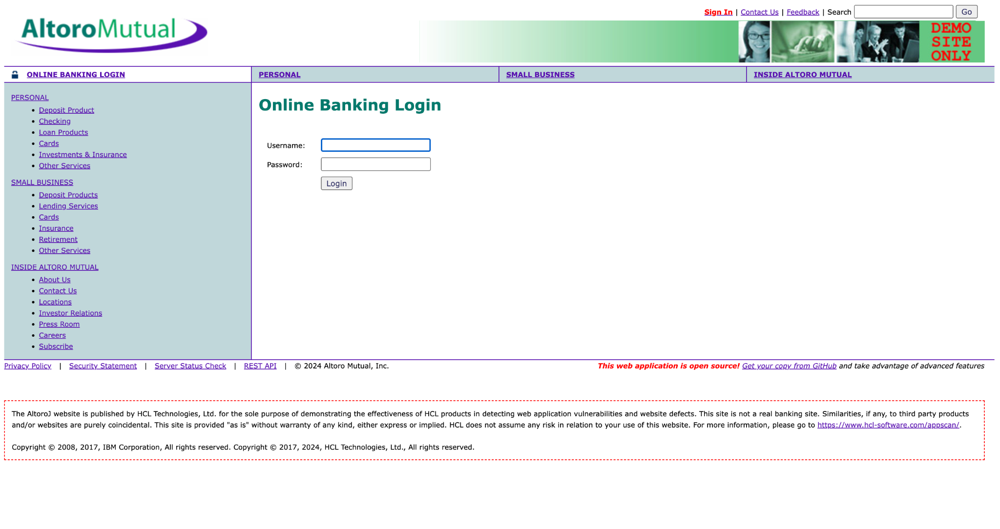 Sign In | Contact Us | Feedback | Search Go
AltoroMutual
DEMO
SITE
ONLY
ONLINE BANKING LOGIN
PERSONAL
SMALL BUSINESS
INSIDE ALTORO MUTUAL
PERSONAL
Deposit Product
Checking
Loan Products
Cards
Investments & Insurance
Other Services
SMALL BUSINESS
Deposit Products
Lending Services
Cards
Insurance
Retirement
Other Services
INSIDE ALTORO MUTUAL
About Us
Contact Us
Locations
Investor Relations
Press Room
Careers
Subscribe
Online Banking Login
Username:
Password:
Login
Privacy Policy | Security Statement | Server Status Check | REST API | © 2024 Altoro Mutual, Inc.
This web application is open source! Get your copy from GitHub and take advantage of advanced features
The AltoroJ website is published by HCL Technologies, Ltd. for the sole purpose of demonstrating the effectiveness of HCL products in detecting web application vulnerabilities and website defects. This site is not a real banking site. Similarities, if any, to third party products
and/or websites are purely coincidental. This site is provided "as is" without warranty of any kind, either express or implied. HCL does not assume any risk in relation to your use of this website. For more information, please go to https://www.hcl-software.com/appscan/.
Copyright © 2008, 2017, IBM Corporation, All rights reserved. Copyright © 2017, 2024, HCL Technologies, Ltd., All rights reserved.